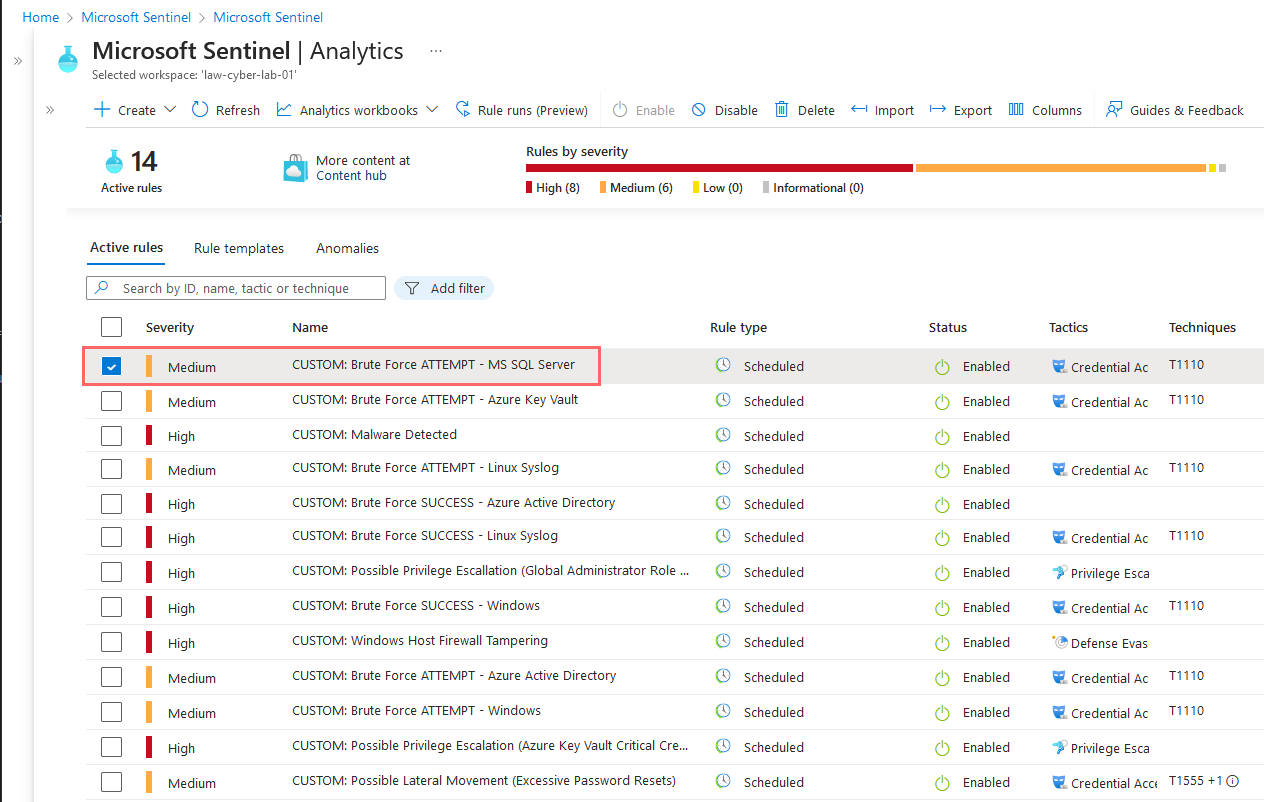 Home > Microsoft Sentinel > Microsoft Sentinel
Microsoft Sentinel | Analytics ...
Selected workspace: 'law-cyber-lab-01'
Create Refresh Analytics workbooks Rule runs (Preview) Enable Disable Delete Import Export Columns Guides & Feedback
14
Active rules
More content at
Content hub
Rules by severity
High (8) Medium (6) Low (0) Informational (0)
Active rules Rule templates Anomalies
Search by ID, name, tactic or technique Add filter
Severity Name Rule type Status Tactics Techniques
Medium CUSTOM: Brute Force ATTEMPT - MS SQL Server Scheduled Enabled Credential Ac T1110
Medium CUSTOM: Brute Force ATTEMPT - Azure Key Vault Scheduled Enabled Credential Ac T1110
High CUSTOM: Malware Detected Scheduled Enabled
Medium CUSTOM: Brute Force ATTEMPT - Linux Syslog Scheduled Enabled Credential Ac T1110
High CUSTOM: Brute Force SUCCESS - Azure Active Directory Scheduled Enabled
High CUSTOM: Brute Force SUCCESS - Linux Syslog Scheduled Enabled Credential Ac T1110
High CUSTOM: Possible Privilege Escallation (Global Administrator Role ... Scheduled Enabled Privilege Esca
High CUSTOM: Brute Force SUCCESS - Windows Scheduled Enabled Credential Ac T1110
High CUSTOM: Windows Host Firewall Tampering Scheduled Enabled Defense Evas
Medium CUSTOM: Brute Force ATTEMPT - Azure Active Directory Scheduled Enabled Credential Ac T1110
Medium CUSTOM: Brute Force ATTEMPT - Windows Scheduled Enabled Credential Ac T1110
High CUSTOM: Possible Privilege Escalation (Azure Key Vault Critical Cre... Scheduled Enabled Privilege Esca
Medium CUSTOM: Possible Lateral Movement (Excessive Password Resets) Scheduled Enabled Credential Acce T1555 +1